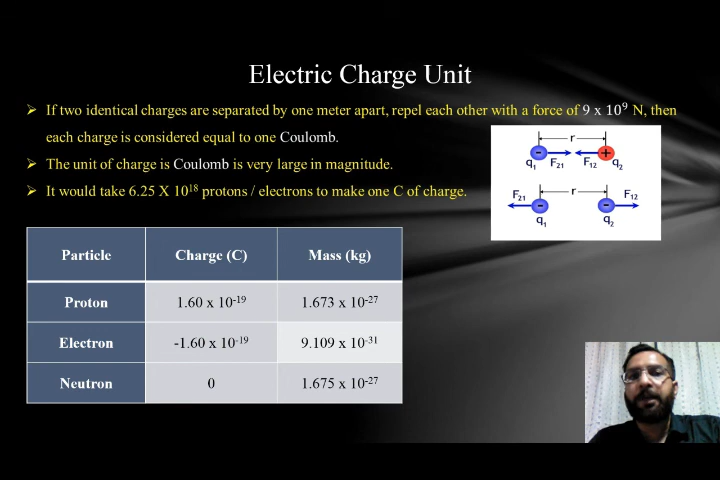 Electric Charge Unit
➢ If two identical charges are separated by one meter apart, repel each other with a force of 9 x 10⁹ N, then
each charge is considered equal to one Coulomb.
➢ The unit of charge is Coulomb is very large in magnitude.
➢ It would take 6.25 X 10¹⁸ protons / electrons to make one C of charge.
r
- +
q₁ F₂₁ F₁₂ q₂
F₂₁ r F₁₂
- -
q₁ q₂
Particle Charge (C) Mass (kg)
Proton 1.60 x 10⁻¹⁹ 1.673 x 10⁻²⁷
Electron -1.60 x 10⁻¹⁹ 9.109 x 10⁻³¹
Neutron 0 1.675 x 10⁻²⁷